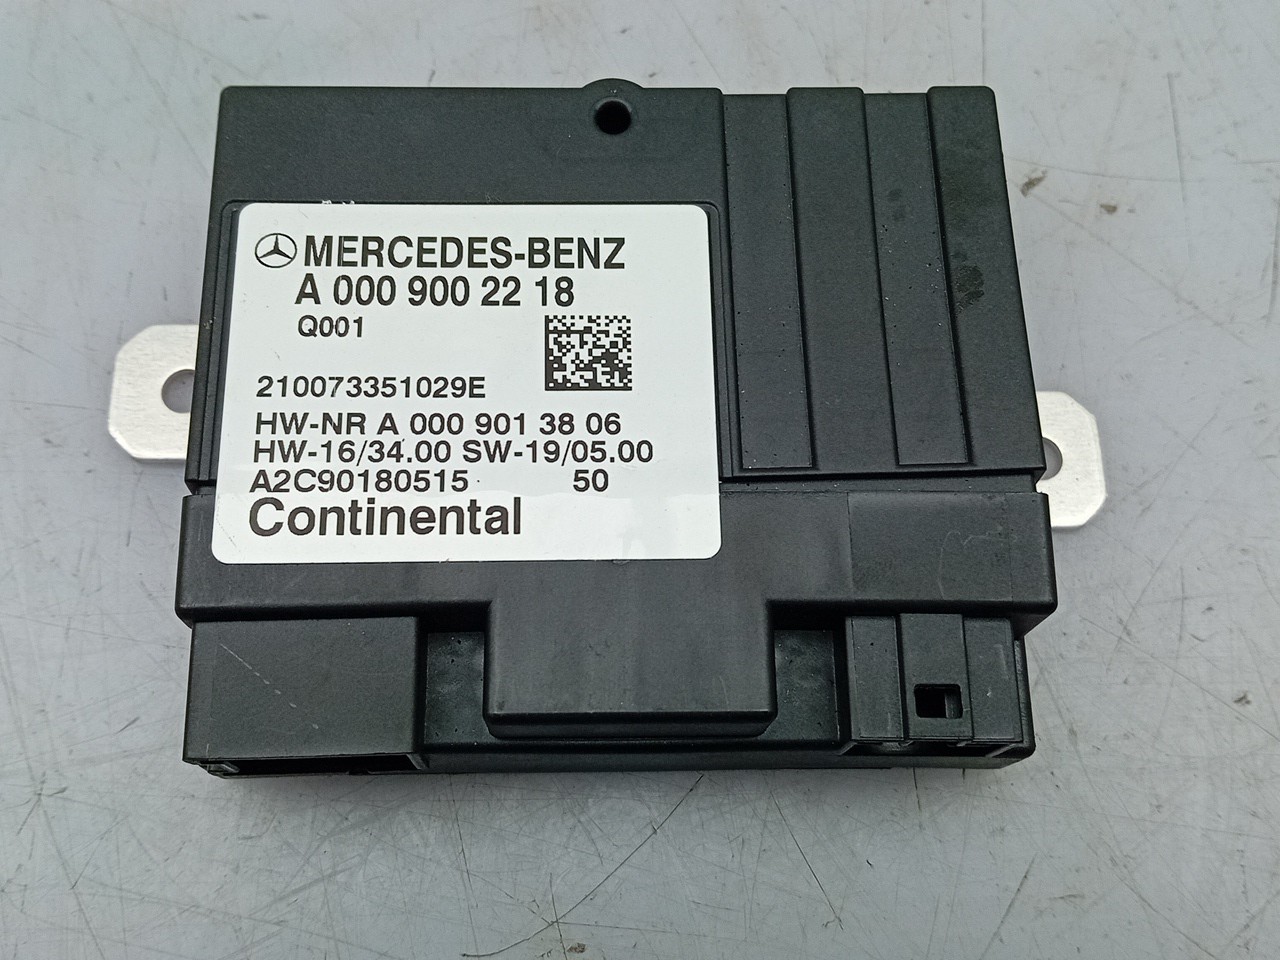 MERCEDES-BENZ
A 000 900 22 18
Q001
210073351029E
HW-NR A 000 901 38 06
HW-16/34.00 SW-19/05.00
A2C90180515 50
Continental